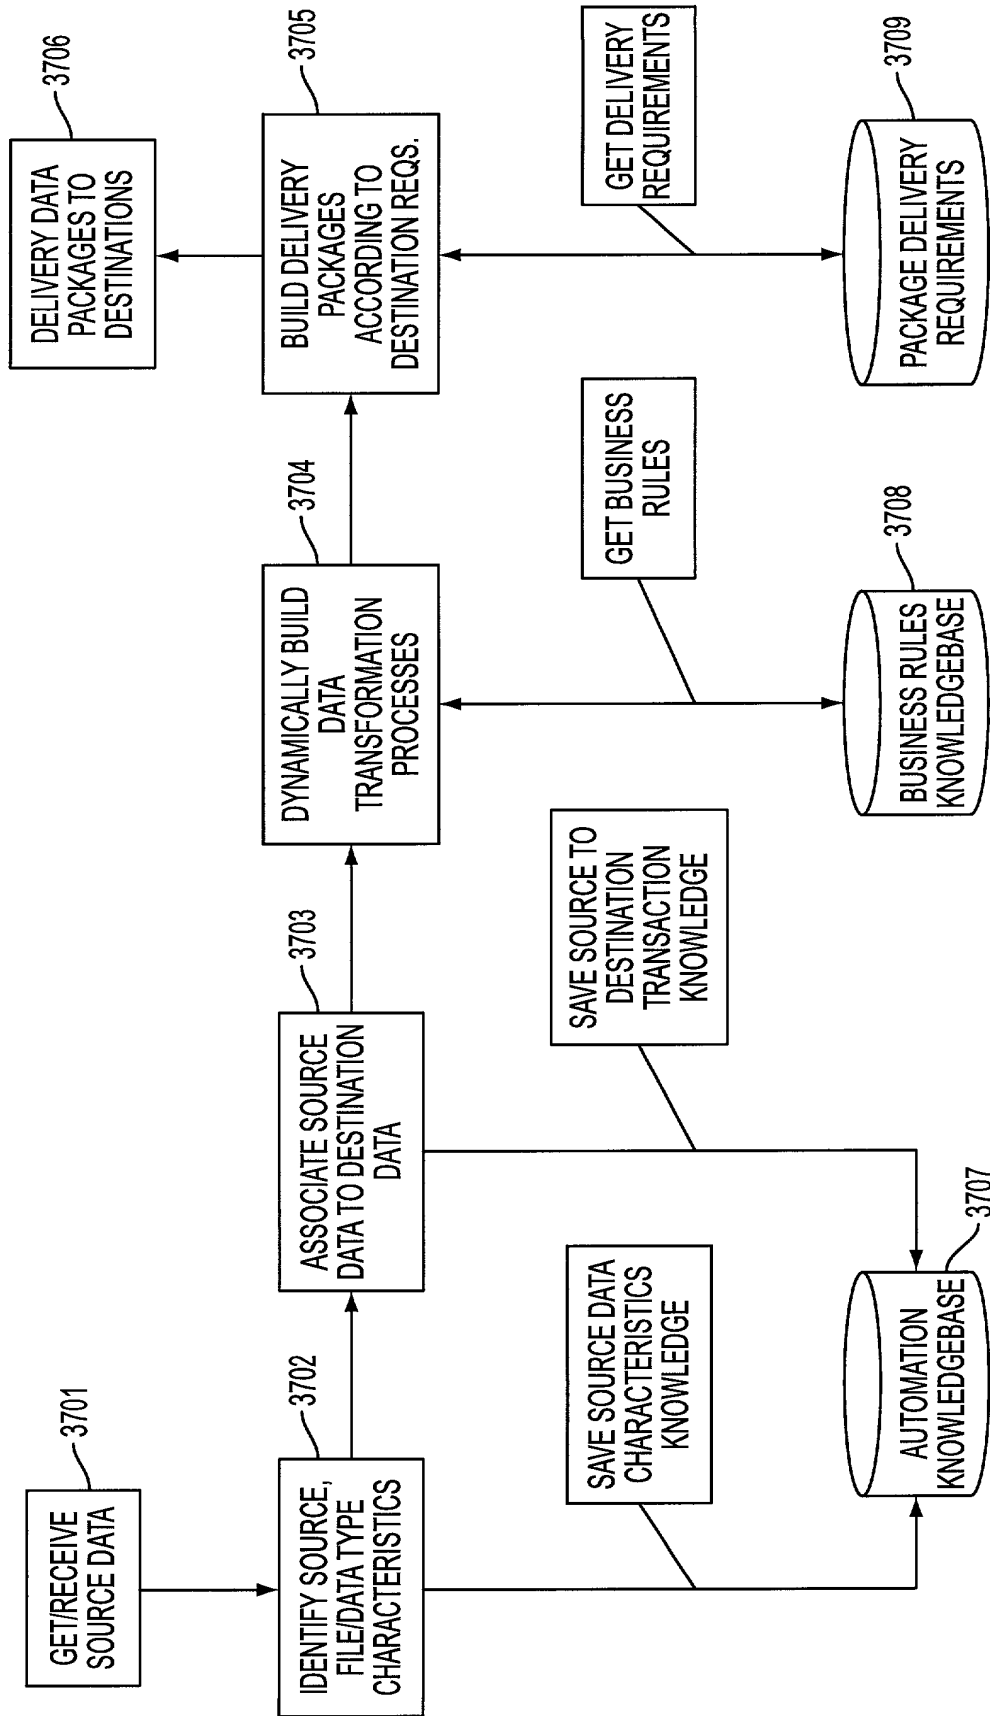 3701
GET/RECEIVE
SOURCE DATA
3702
IDENTIFY SOURCE,
FILE/DATA TYPE
CHARACTERISTICS
3703
ASSOCIATE SOURCE
DATA TO DESTINATION
DATA
3704
DYNAMICALLY BUILD
DATA
TRANSFORMATION
PROCESSES
3705
BUILD DELIVERY
PACKAGES
ACCORDING TO
DESTINATION REQS.
3706
DELIVERY DATA
PACKAGES TO
DESTINATIONS
SAVE SOURCE DATA
CHARACTERISTICS
KNOWLEDGE
SAVE SOURCE TO
DESTINATION
TRANSACTION
KNOWLEDGE
GET BUSINESS
RULES
GET DELIVERY
REQUIREMENTS
3707
AUTOMATION
KNOWLEDGEBASE
3708
BUSINESS RULES
KNOWLEDGEBASE
3709
PACKAGE DELIVERY
REQUIREMENTS